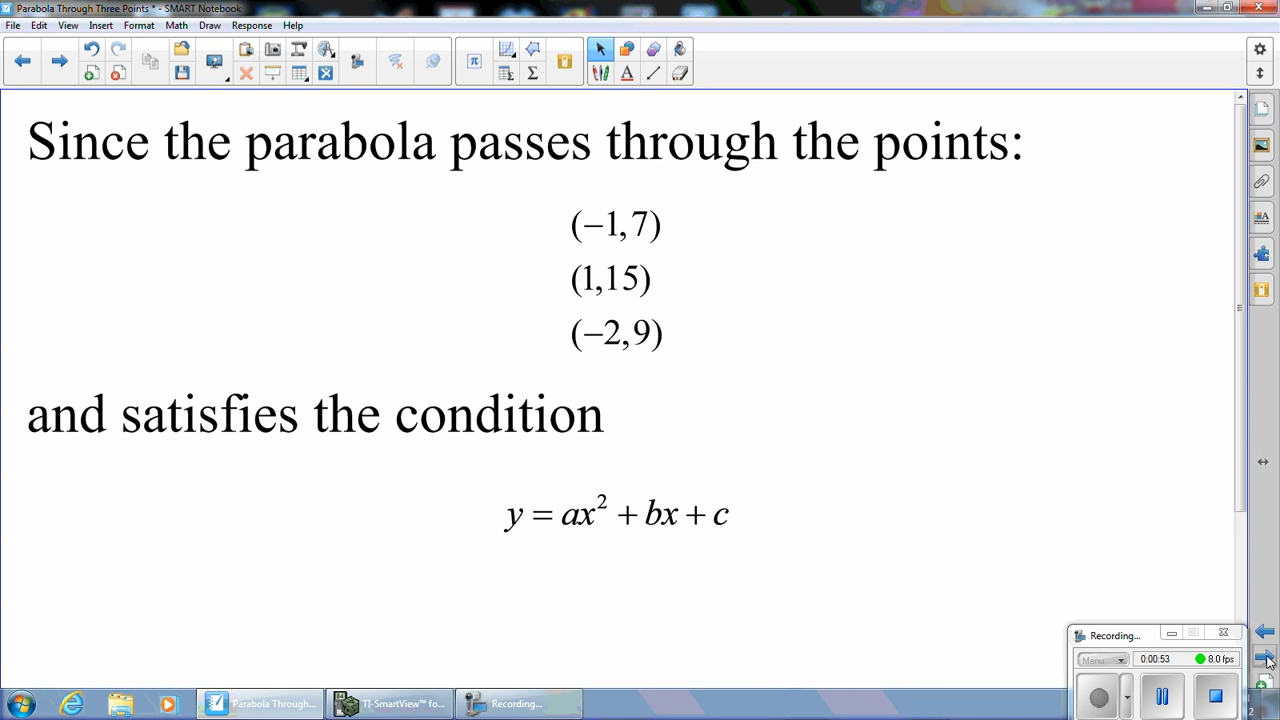 Parabola Through Three Points * - SMART Notebook
File Edit View Insert Format Math Draw Response Help
Since the parabola passes through the points:
(−1,7)
(1,15)
(−2,9)
and satisfies the condition
y = ax² + bx + c
Recording...
Menu 0:00:53 8.0 fps
Parabola Through... TI-SmartView™ fo... Recording...